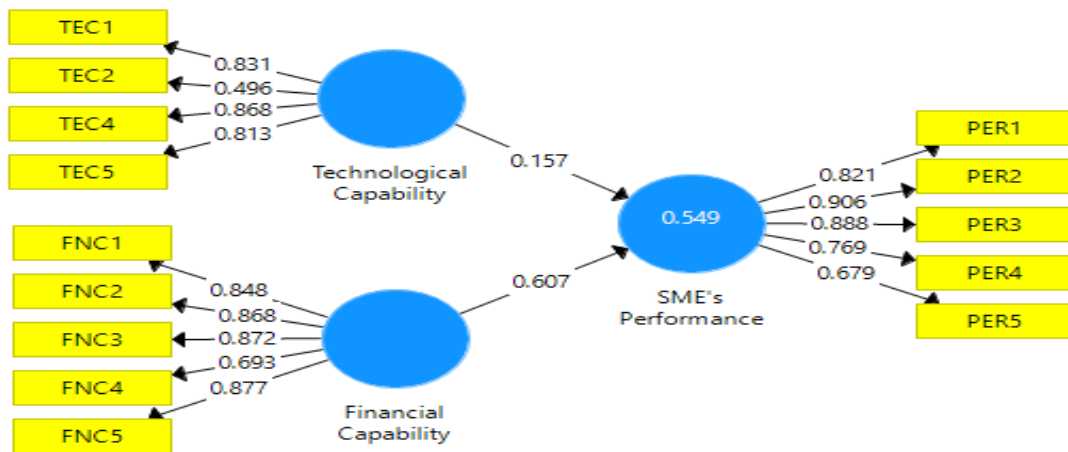 TEC1
TEC2
TEC4
TEC5
0.831
0.496
0.868
0.813
Technological
Capability
0.157
FNC1
FNC2
FNC3
FNC4
FNC5
0.848
0.868
0.872
0.693
0.877
Financial
Capability
0.607
0.549
SME's
Performance
0.821
0.906
0.888
0.769
0.679
PER1
PER2
PER3
PER4
PER5